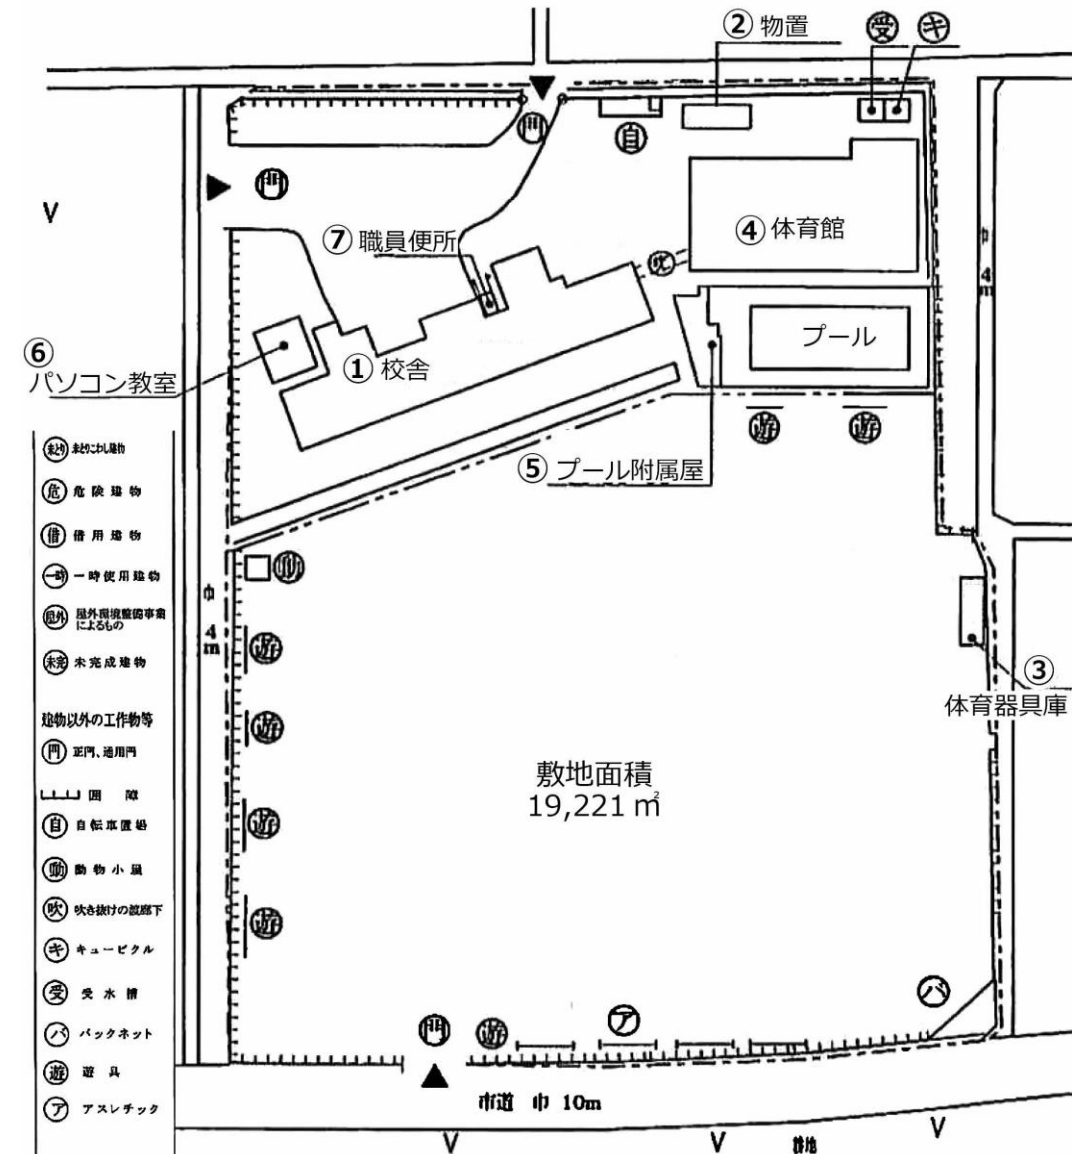 ② 物置
受
キ
門
自
門
V
⑦ 職員便所
④ 体育館
巾
4m
吹
プール
⑥
パソコン教室
① 校舎
遊
遊
⑤ プール附属屋
未とり 未とりこわし建物
危 危険建物
借 借用建物
一時 一時使用建物
屋外 屋外環境整備事業
によるもの
未完 未完成建物
建物以外の工作物等
門 正門、通用門
囲障
自 自転車置場
動 動物小屋
吹 吹き抜けの渡廊下
キ キュービクル
受 受水槽
バ バックネット
遊 遊具
ア アスレチック
動
巾
4m
遊
遊
遊
遊
③
体育器具庫
敷地面積
19,221㎡
バ
門
遊
ア
市道 巾 10m
V
V
V